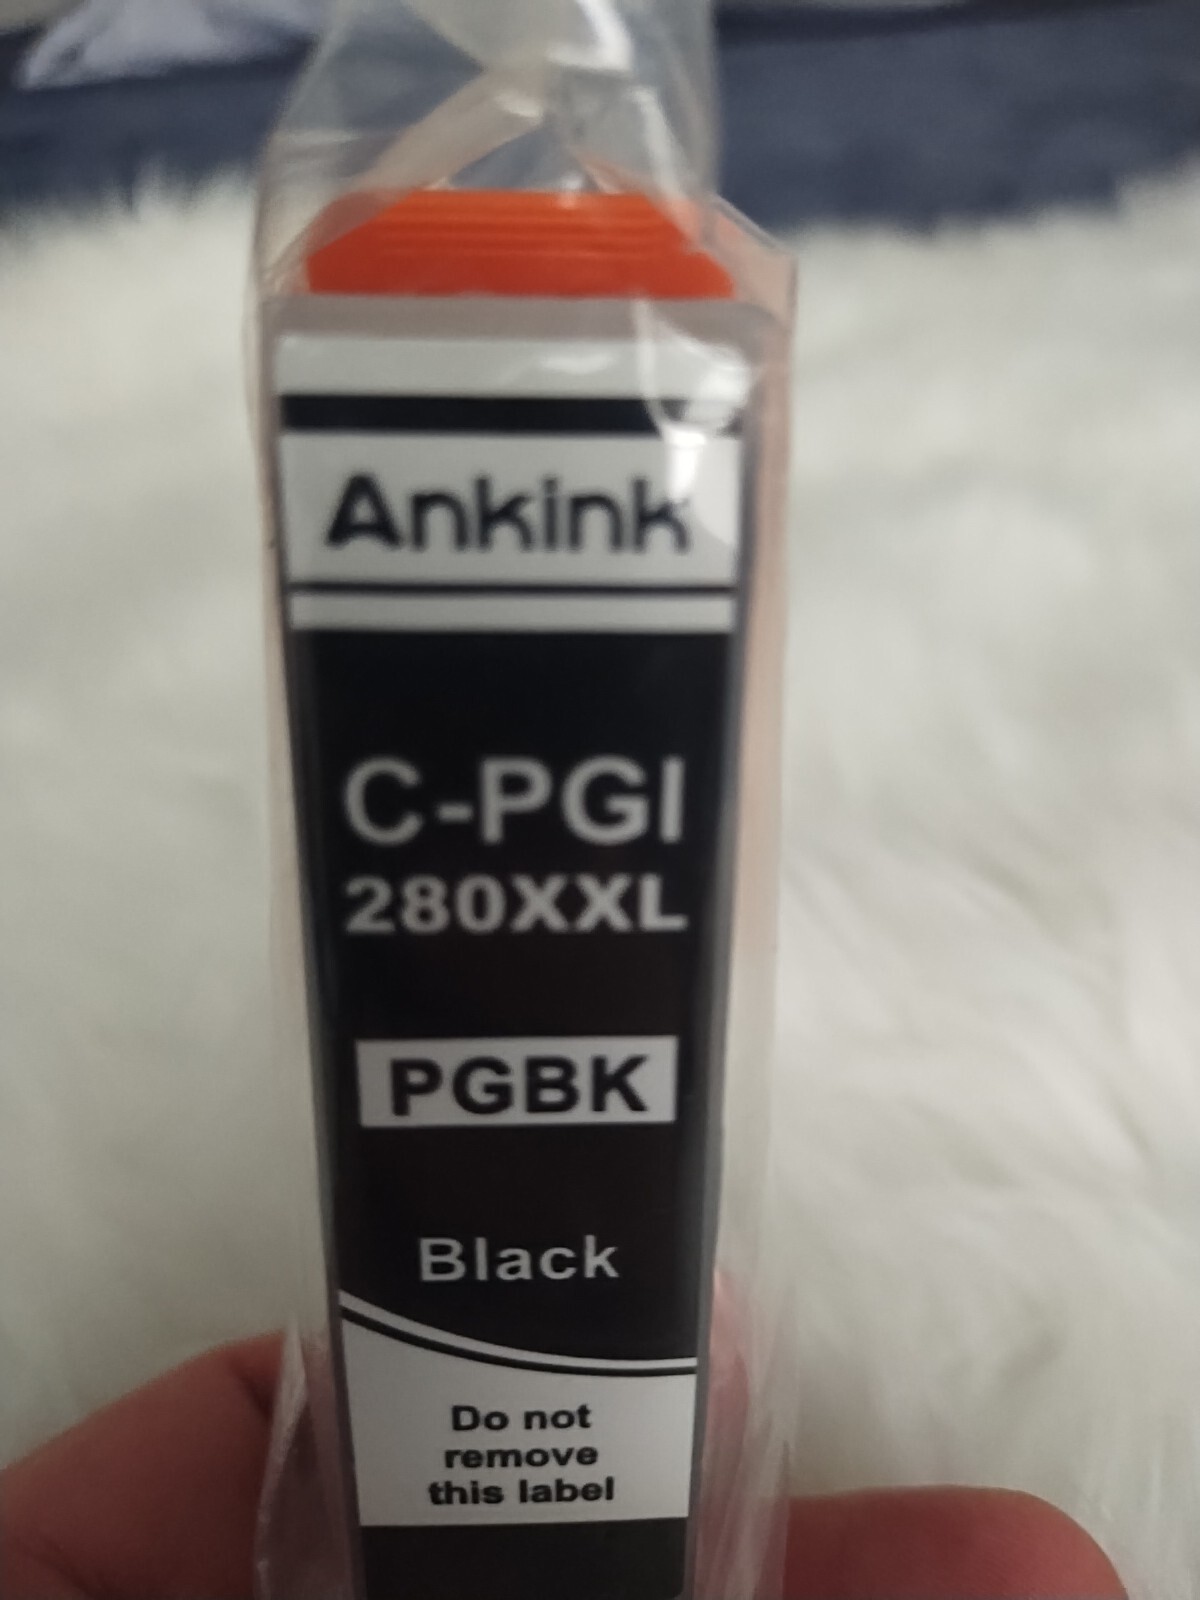 Ankink
C-PGI
280XXL
PGBK
Black
Do not
remove
this label